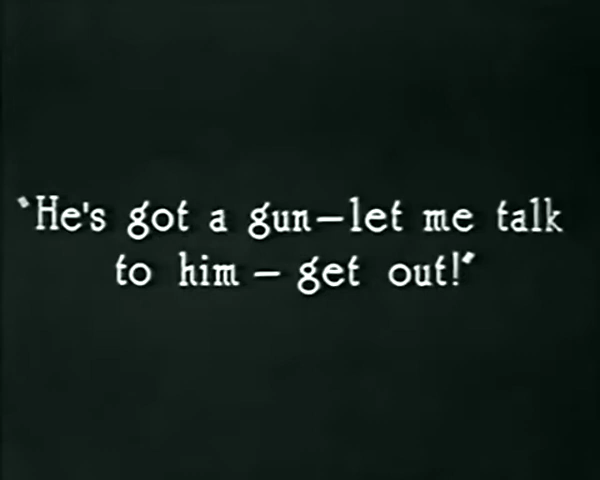 "He's got a gun—let me talk
to him — get out!"